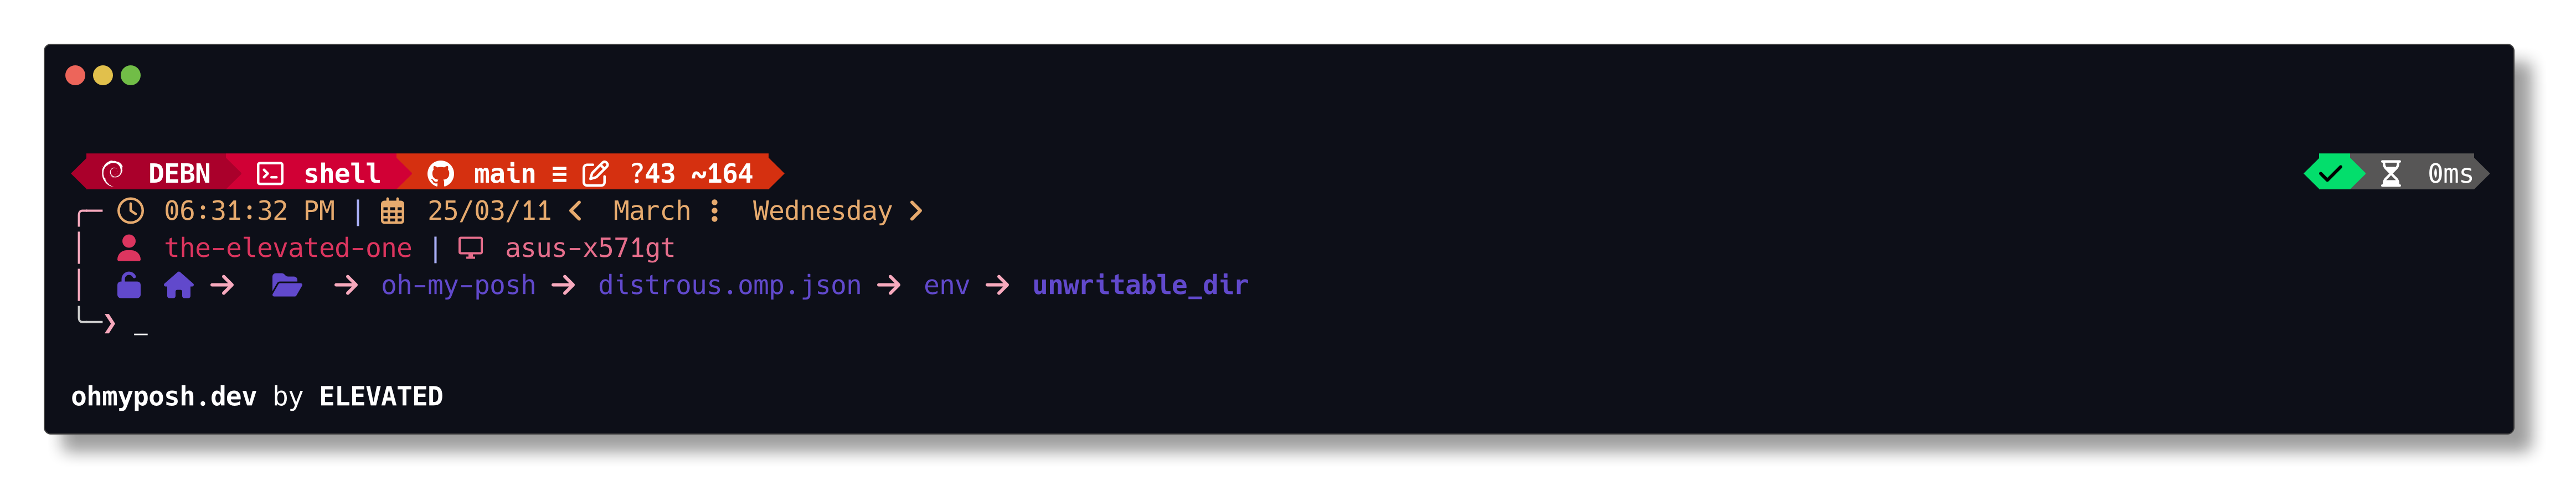 DEBN shell main ≡ ?43 ~164 0ms
06:31:32 PM | 25/03/11 < March ⋮ Wednesday >
the-elevated-one | asus-x571gt
→ → oh-my-posh → distrous.omp.json → env → unwritable_dir
❯ _
ohmyposh.dev by ELEVATED